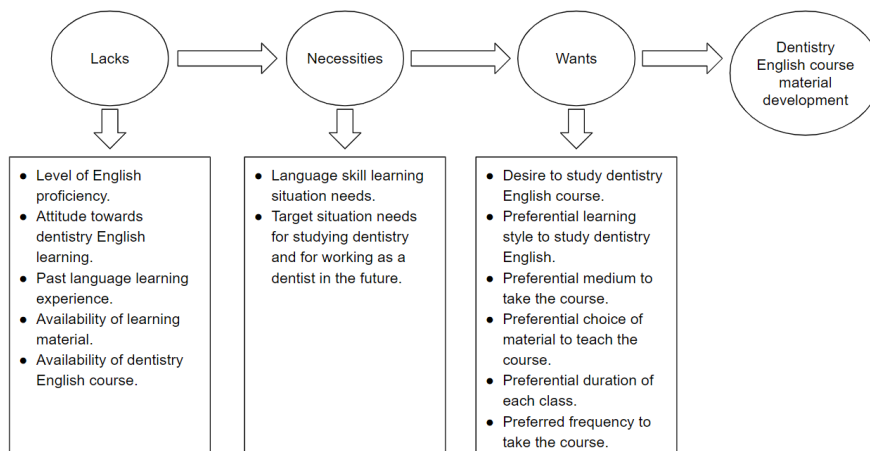 Lacks
Necessities
Wants
Dentistry
English course
material
development
● Level of English
proficiency.
● Attitude towards
dentistry English
learning.
● Past language learning
experience.
● Availability of learning
material.
● Availability of dentistry
English course.
● Language skill learning
situation needs.
● Target situation needs
for studying dentistry
and for working as a
dentist in the future.
● Desire to study dentistry
English course.
● Preferential learning
style to study dentistry
English.
● Preferential medium to
take the course.
● Preferential choice of
material to teach the
course.
● Preferential duration of
each class.
● Preferred frequency to
take the course.